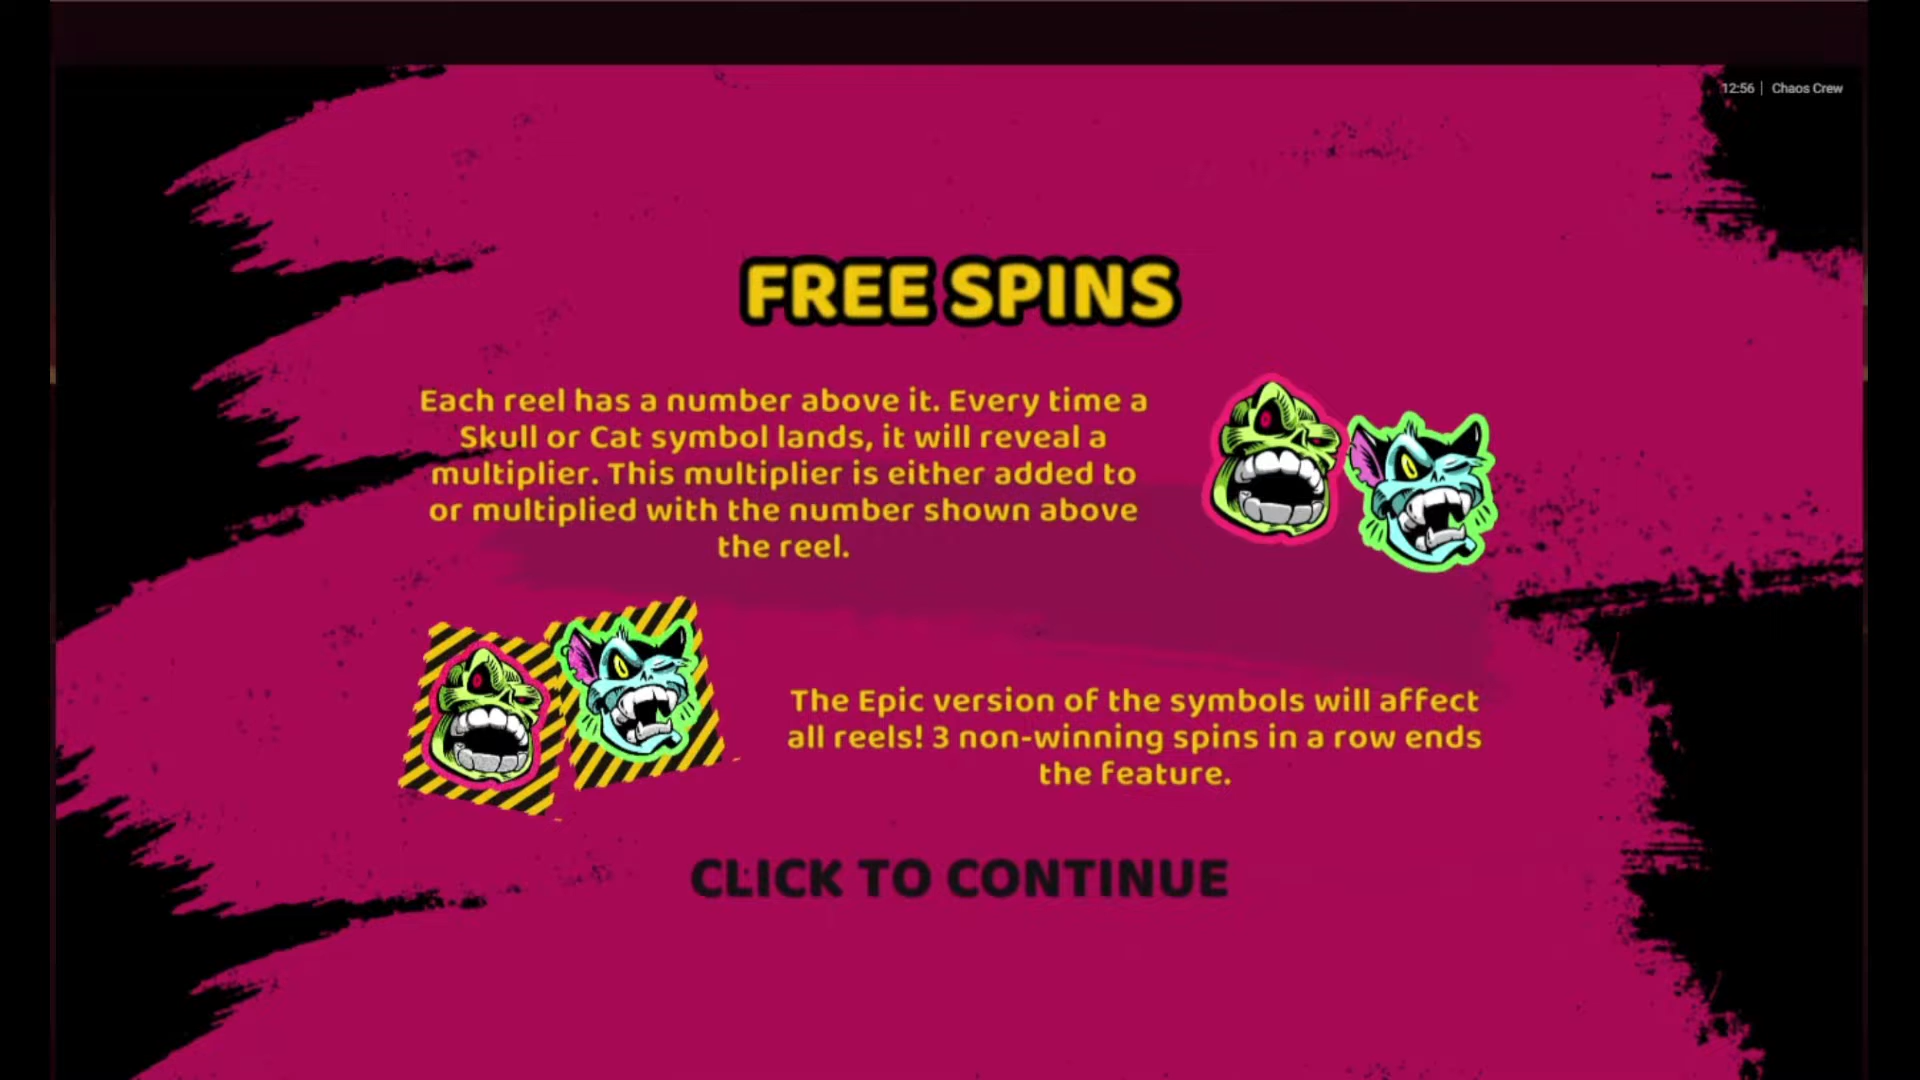 12:56 | Chaos Crew
FREE SPINS
Each reel has a number above it. Every time a
Skull or Cat symbol lands, it will reveal a
multiplier. This multiplier is either added to
or multiplied with the number shown above
the reel.
The Epic version of the symbols will affect
all reels! 3 non-winning spins in a row ends
the feature.
CLICK TO CONTINUE